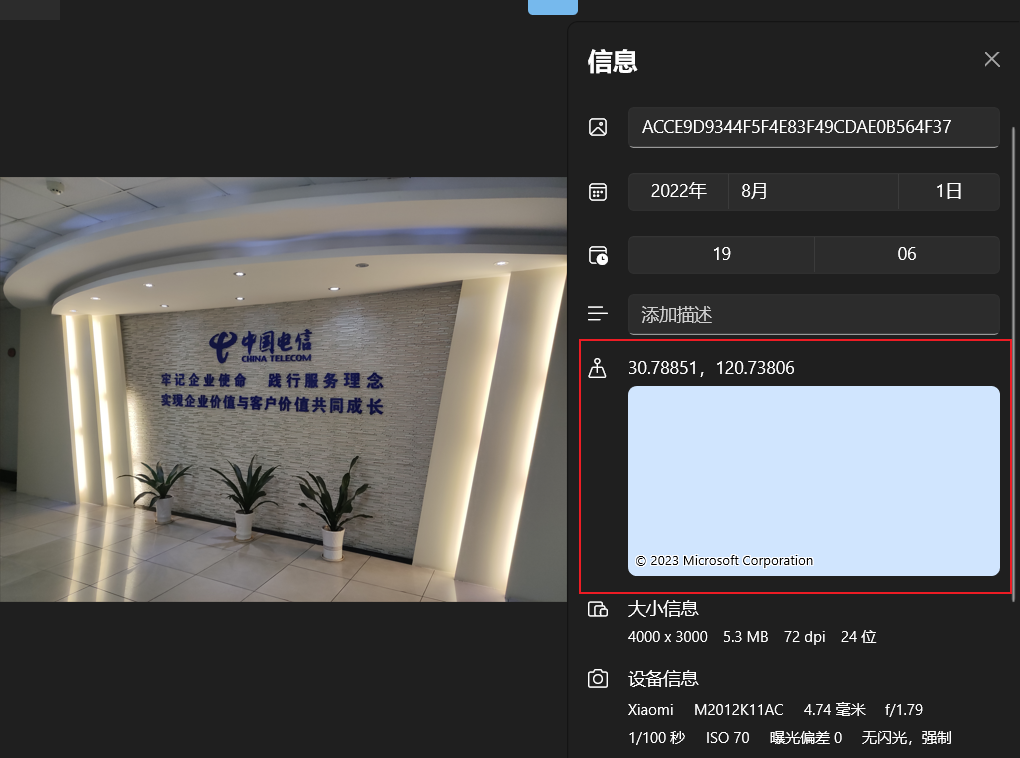 信息
ACCE9D9344F5F4E83F49CDAE0B564F37
2022年 8月 1日
19 06
添加描述
30.78851，120.73806
© 2023 Microsoft Corporation
大小信息
4000 x 3000 5.3 MB 72 dpi 24 位
设备信息
Xiaomi M2012K11AC 4.74 毫米 f/1.79
1/100 秒 ISO 70 曝光偏差 0 无闪光，强制
中国电信
CHINA TELECOM
牢记企业使命 践行服务理念
实现企业价值与客户价值共同成长